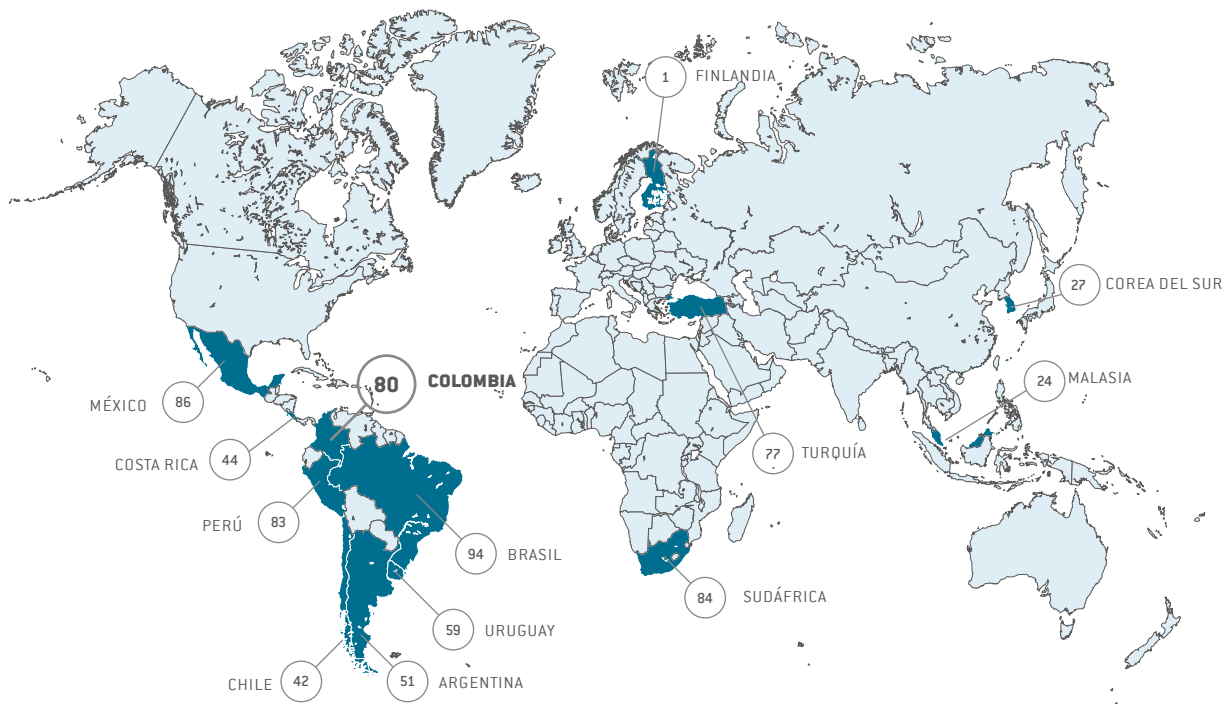 1 FINLANDIA
27 COREA DEL SUR
24 MALASIA
80 COLOMBIA
MÉXICO 86
COSTA RICA 44
77 TURQUÍA
PERÚ 83
94 BRASIL
84 SUDÁFRICA
59 URUGUAY
CHILE 42
51 ARGENTINA